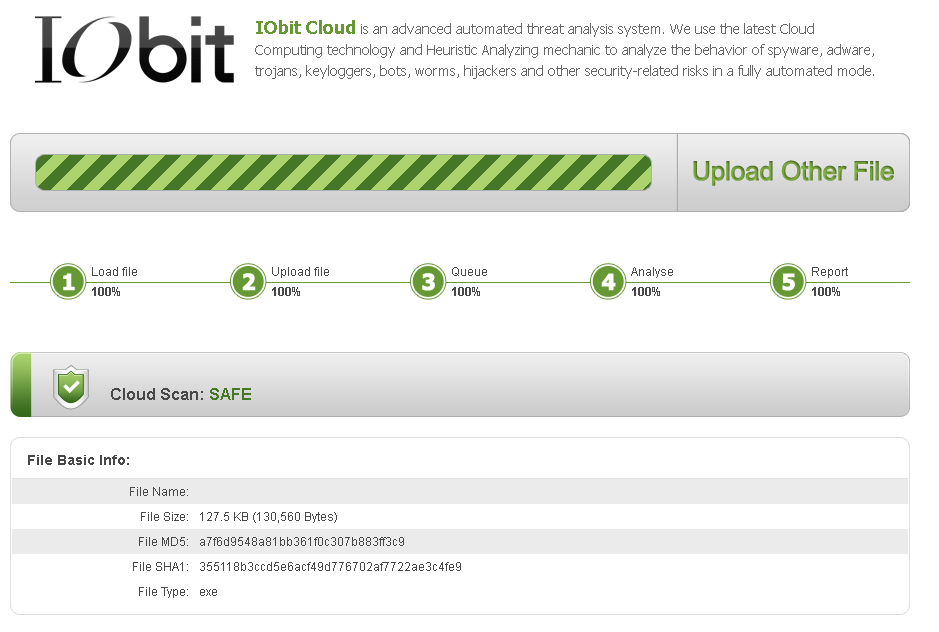 IObit
IObit Cloud is an advanced automated threat analysis system. We use the latest Cloud
Computing technology and Heuristic Analyzing mechanic to analyze the behavior of spyware, adware,
trojans, keyloggers, bots, worms, hijackers and other security-related risks in a fully automated mode.
Upload Other File
1 Load file 100%
2 Upload file 100%
3 Queue 100%
4 Analyse 100%
5 Report 100%
Cloud Scan: SAFE
File Basic Info:
File Name:
File Size: 127.5 KB (130,560 Bytes)
File MD5: a7f6d9548a81bb361f0c307b883ff3c9
File SHA1: 355118b3ccd5e6acf49d776702af7722ae3c4fe9
File Type: exe